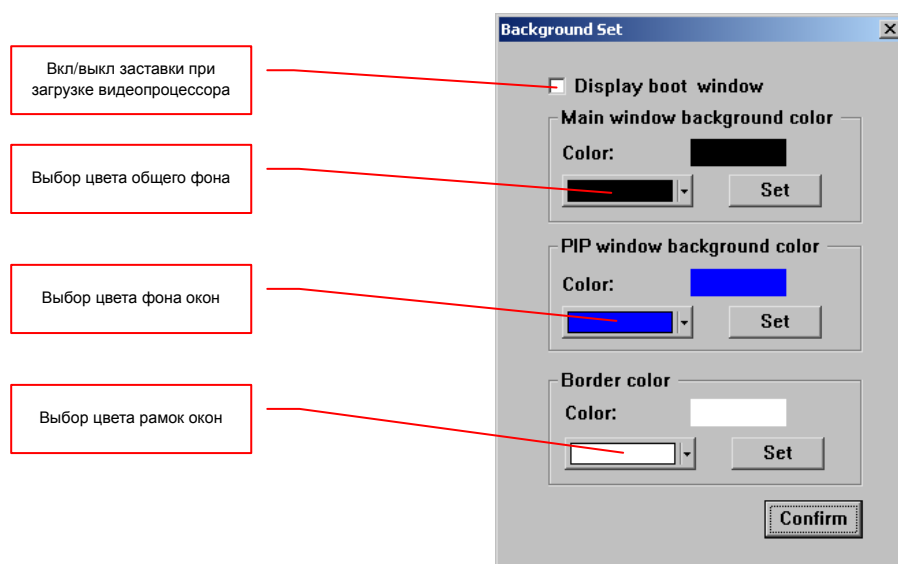 Вкл/выкл заставки при
загрузке видеопроцессора
Выбор цвета общего фона
Выбор цвета фона окон
Выбор цвета рамок окон
Background Set
Display boot window
Main window background color
Color:
Set
PIP window background color
Color:
Set
Border color
Color:
Set
Confirm